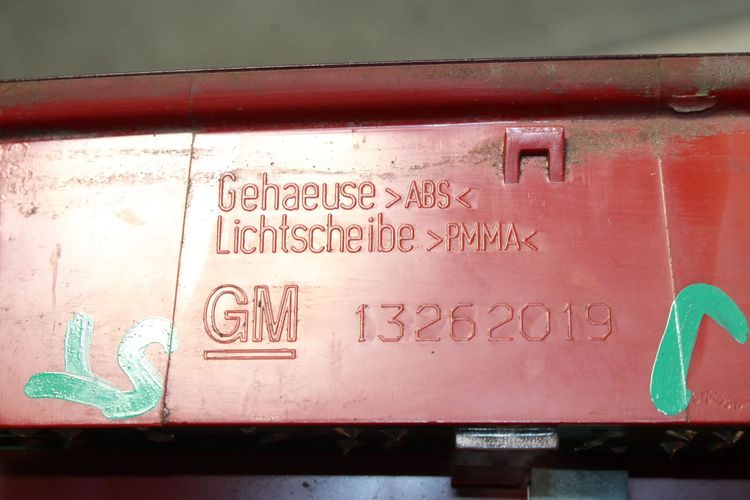 Gehaeuse >ABS<
Lichtscheibe >PMMA<
GM 13262019